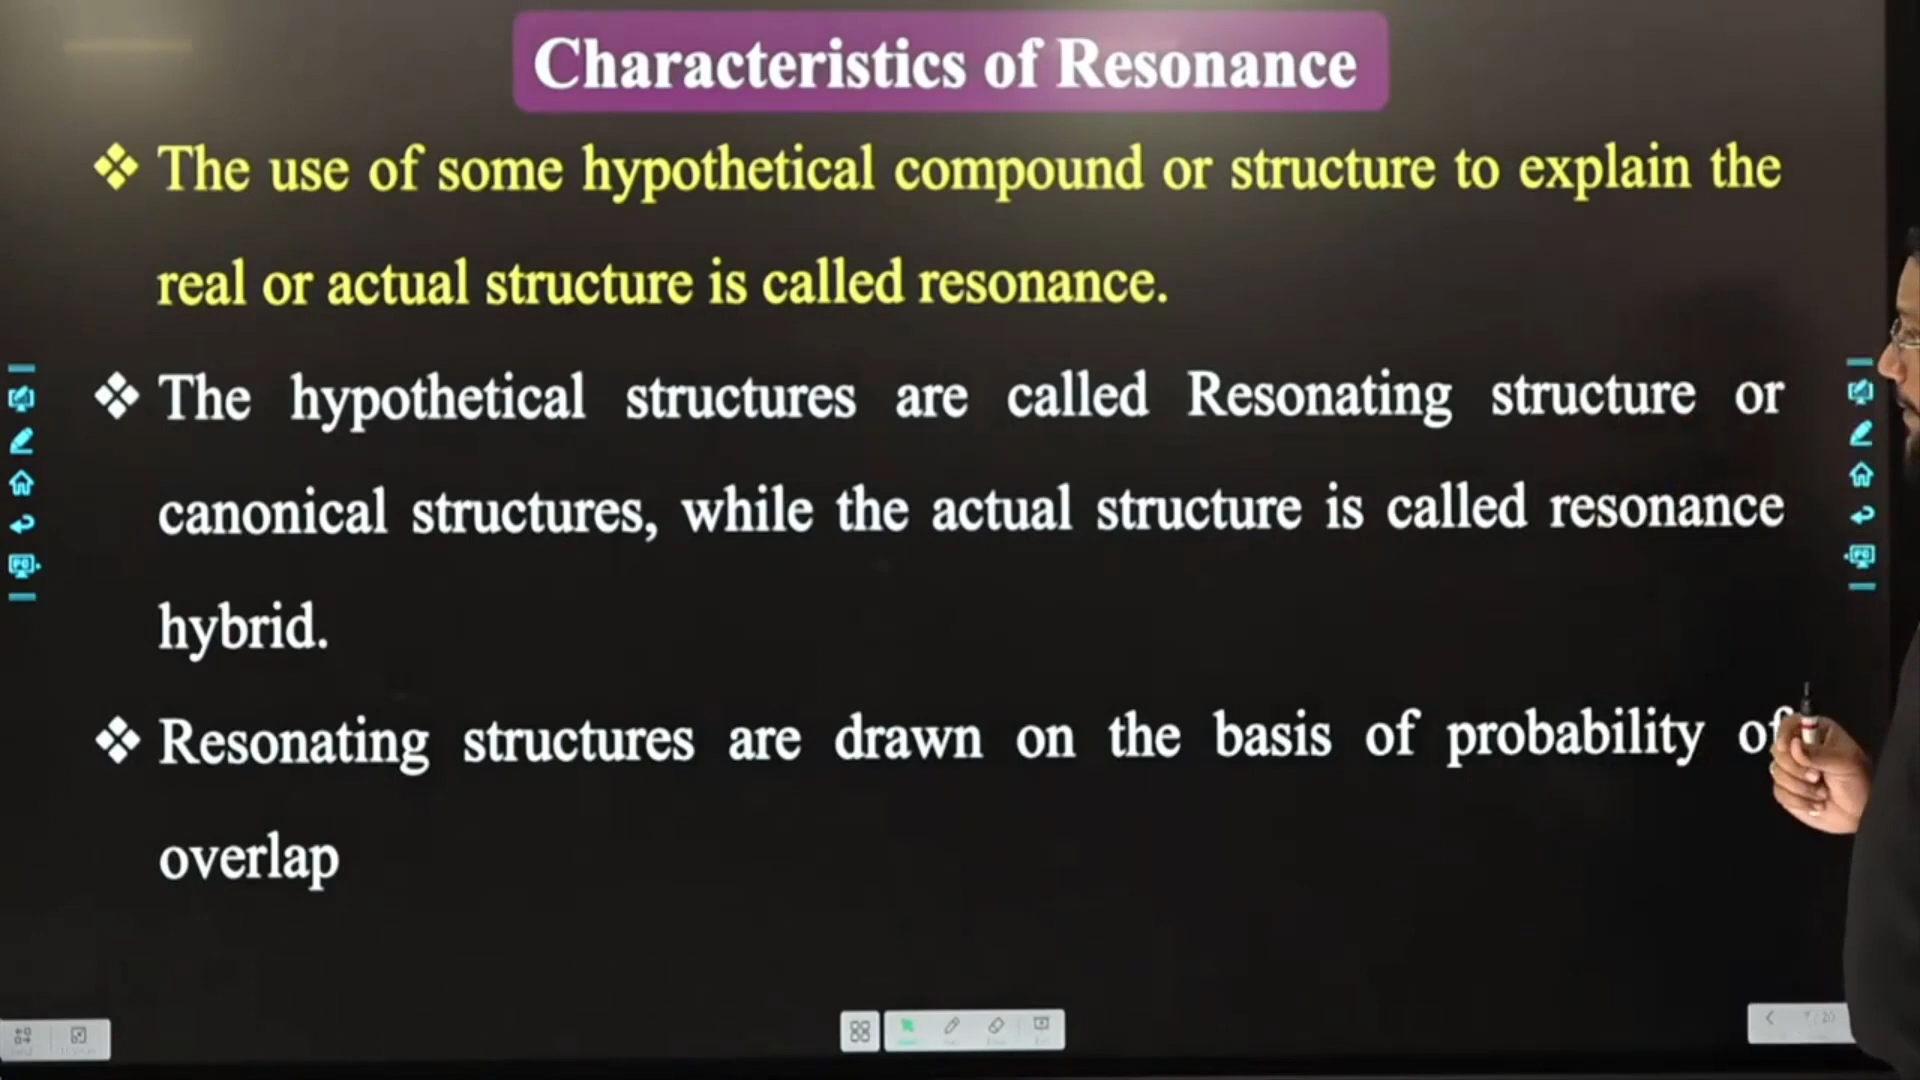 Characteristics of Resonance
❖ The use of some hypothetical compound or structure to explain the
real or actual structure is called resonance.
❖ The hypothetical structures are called Resonating structure or
canonical structures, while the actual structure is called resonance
hybrid.
❖ Resonating structures are drawn on the basis of probability of
overlap